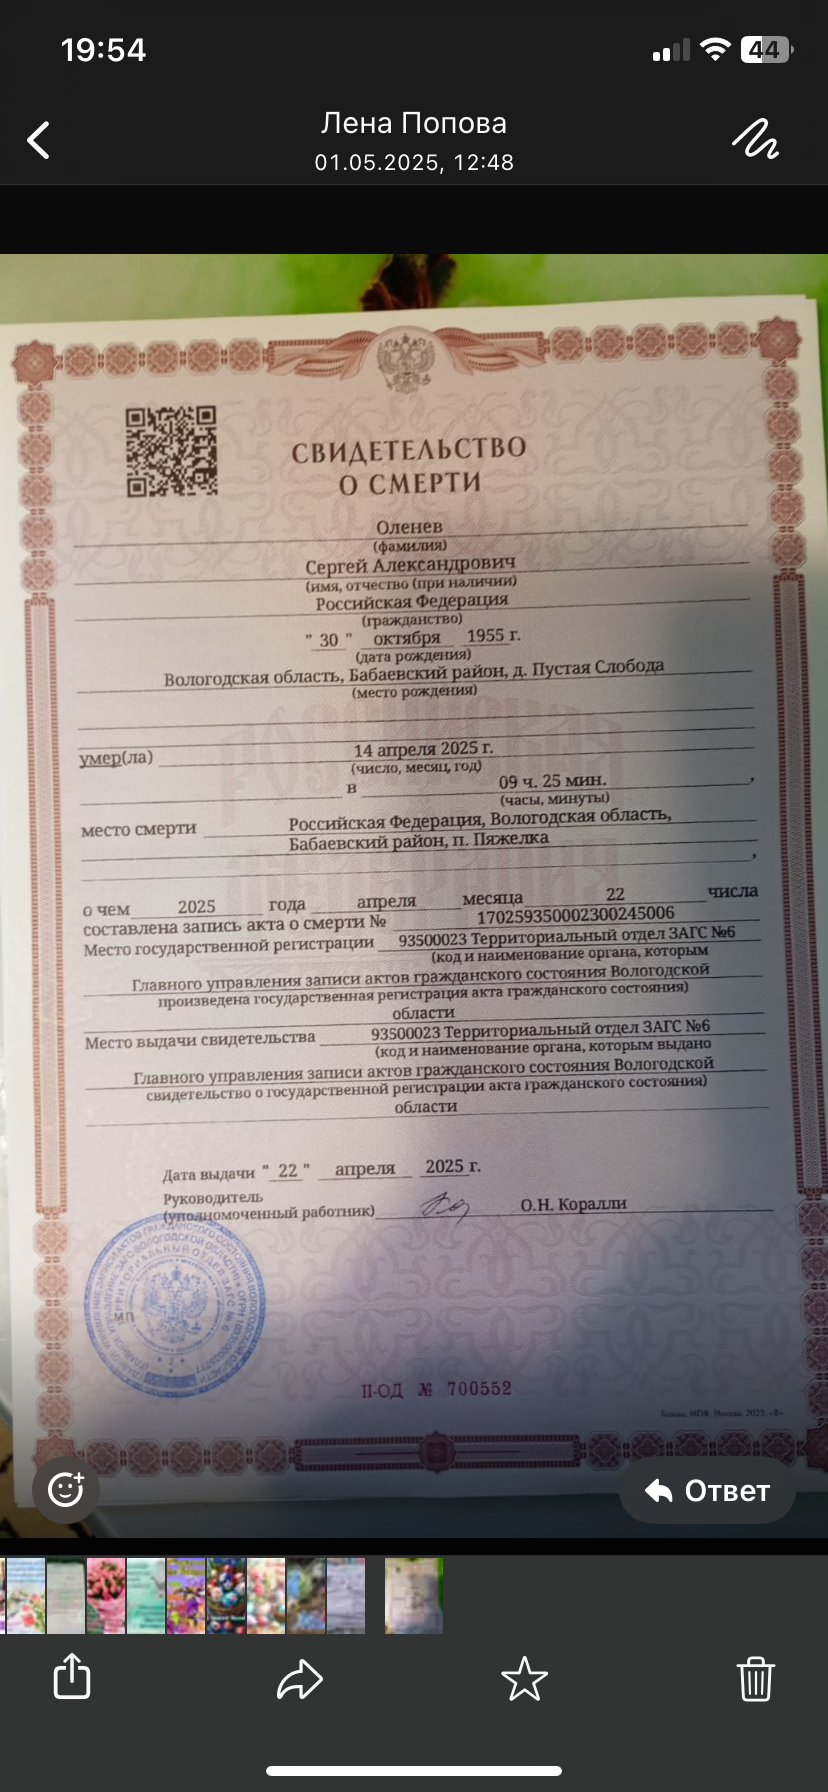 19:54
44
Лена Попова
01.05.2025, 12:48
СВИДЕТЕЛЬСТВО
О СМЕРТИ
Оленев
(фамилия)
Сергей Александрович
(имя, отчество (при наличии)
Российская Федерация
(гражданство)
" 30 " октября 1955 г.
(дата рождения)
Вологодская область, Бабаевский район, д. Пустая Слобода
(место рождения)
умер(ла) 14 апреля 2025 г.
(число, месяц, год)
в 09 ч. 25 мин. ,
(часы, минуты)
место смерти Российская Федерация, Вологодская область,
Бабаевский район, п. Пяжелка
,
о чем 2025 года апреля месяца 22 числа
составлена запись акта о смерти № 170259350002300245006
Место государственной регистрации 93500023 Территориальный отдел ЗАГС №6
(код и наименование органа, которым
Главного управления записи актов гражданского состояния Вологодской
произведена государственная регистрация акта гражданского состояния)
области
Место выдачи свидетельства 93500023 Территориальный отдел ЗАГС №6
(код и наименование органа, которым выдано
Главного управления записи актов гражданского состояния Вологодской
свидетельство о государственной регистрации акта гражданского состояния)
области
Дата выдачи " 22 " апреля 2025 г.
Руководитель
(уполномоченный работник) О.Н. Коралли
МП
II-ОД № 700552
Ответ